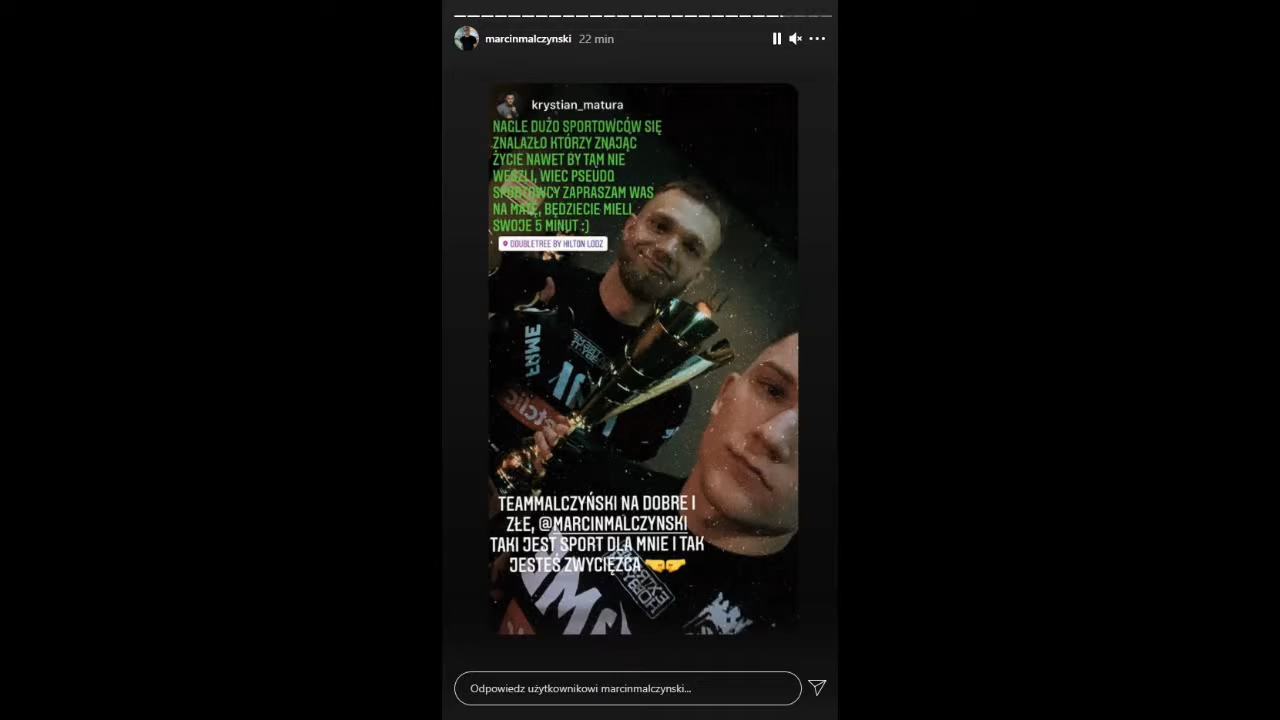 marcinmalczynski 22 min
krystian_matura
NAGLE DUŻO SPORTOWCÓW SIĘ
ZNALAZŁO KTÓRZY ZNAJĄC
ŻYCIE NAWET BY TAM NIE
WESZLI, WIEC PSEUDO
SPORTOWCY ZAPRASZAM WAS
NA MATĘ, BĘDZIECIE MIELI
SWOJE 5 MINUT :)
DOUBLETREE BY HILTON LODZ
TEAMMALCZYŃSKI NA DOBRE I
ZŁE, @MARCINMALCZYNSKI
TAKI JEST SPORT DLA MNIE I TAK
JESTEŚ ZWYCIĘZCA 🤜🤛
Odpowiedz użytkownikowi marcinmalczynski...